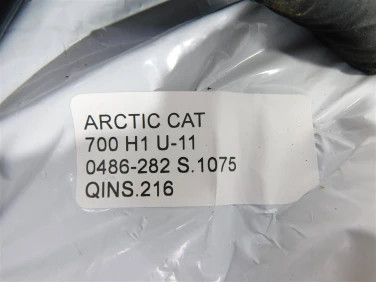 ARCTIC CAT
700 H1 U-11
0486-282 S.1075
QINS.216